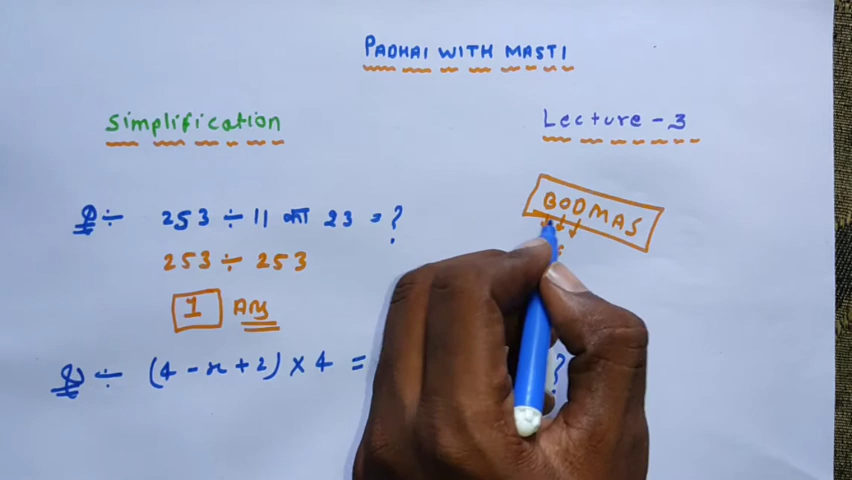 PADHAI WITH MASTI
Simplification
Lecture - 3
Q ÷ 253 ÷ 11 का 23 = ?
BODMAS
253 ÷ 253
1 Ans
Q ÷ (4 - x + 2) × 4 = ?